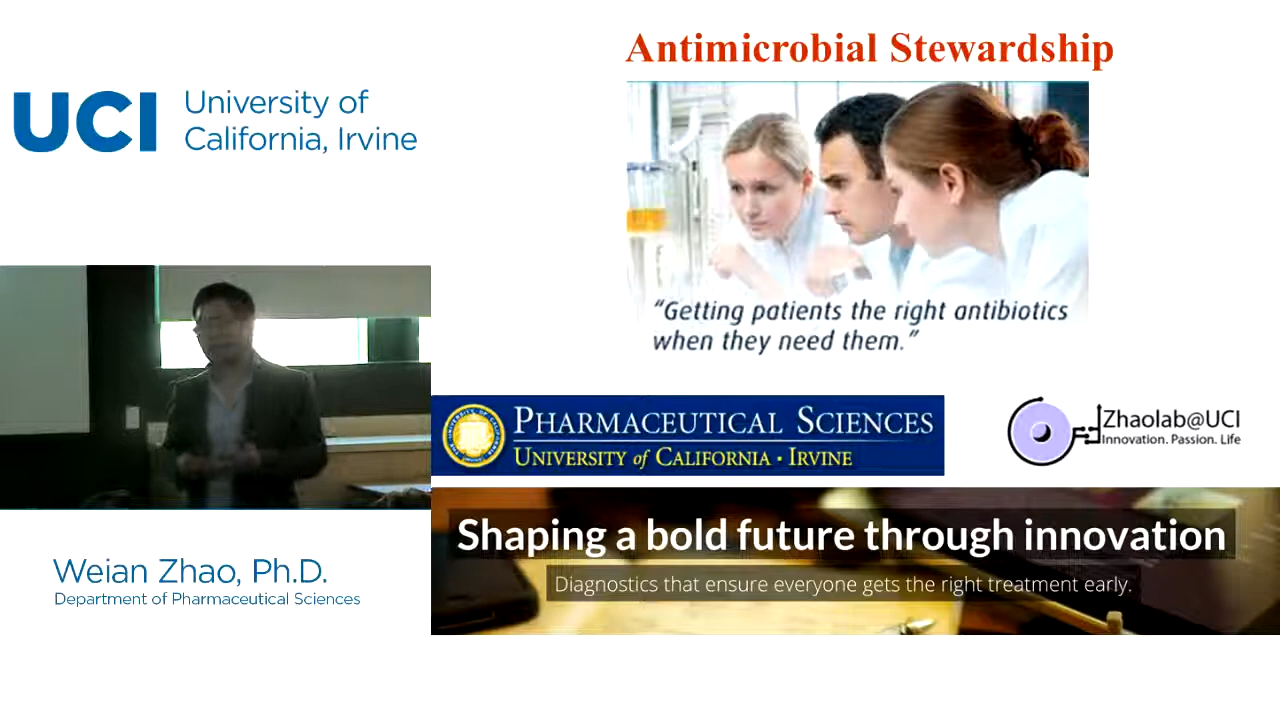 UCI University of
California, Irvine
Weian Zhao, Ph.D.
Department of Pharmaceutical Sciences
Antimicrobial Stewardship
“Getting patients the right antibiotics
when they need them.”
PHARMACEUTICAL SCIENCES
UNIVERSITY of CALIFORNIA • IRVINE
Zhaolab@UCI
Innovation. Passion. Life
Shaping a bold future through innovation
Diagnostics that ensure everyone gets the right treatment early.